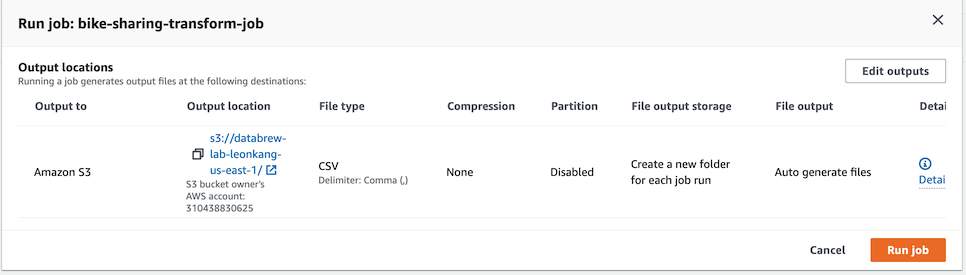 Run job: bike-sharing-transform-job
Output locations
Running a job generates output files at the following destinations:
Edit outputs
Output to Output location File type Compression Partition File output storage File output Detai
Amazon S3
s3://databrew-
lab-leonkang-
us-east-1/
S3 bucket owner's
AWS account:
310438830625
CSV
Delimiter: Comma (,)
None
Disabled
Create a new folder
for each job run
Auto generate files
Detai
Cancel Run job